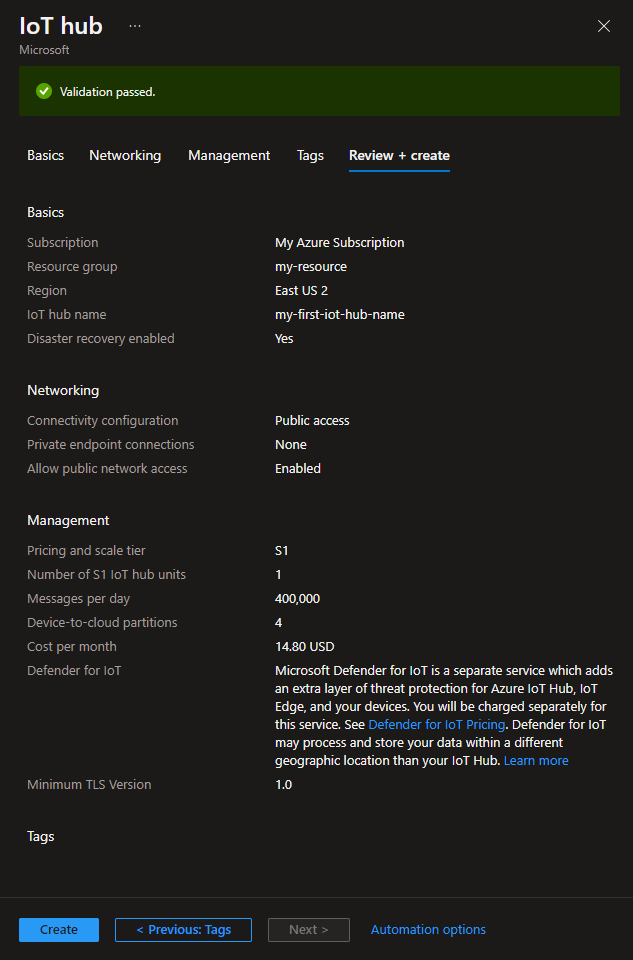 IoT hub ...
Microsoft
Validation passed.
Basics Networking Management Tags Review + create
Basics
Subscription My Azure Subscription
Resource group my-resource
Region East US 2
IoT hub name my-first-iot-hub-name
Disaster recovery enabled Yes
Networking
Connectivity configuration Public access
Private endpoint connections None
Allow public network access Enabled
Management
Pricing and scale tier S1
Number of S1 IoT hub units 1
Messages per day 400,000
Device-to-cloud partitions 4
Cost per month 14.80 USD
Defender for IoT Microsoft Defender for IoT is a separate service which adds
an extra layer of threat protection for Azure IoT Hub, IoT
Edge, and your devices. You will be charged separately for
this service. See Defender for IoT Pricing. Defender for IoT
may process and store your data within a different
geographic location than your IoT Hub. Learn more
Minimum TLS Version 1.0
Tags
Create < Previous: Tags Next > Automation options